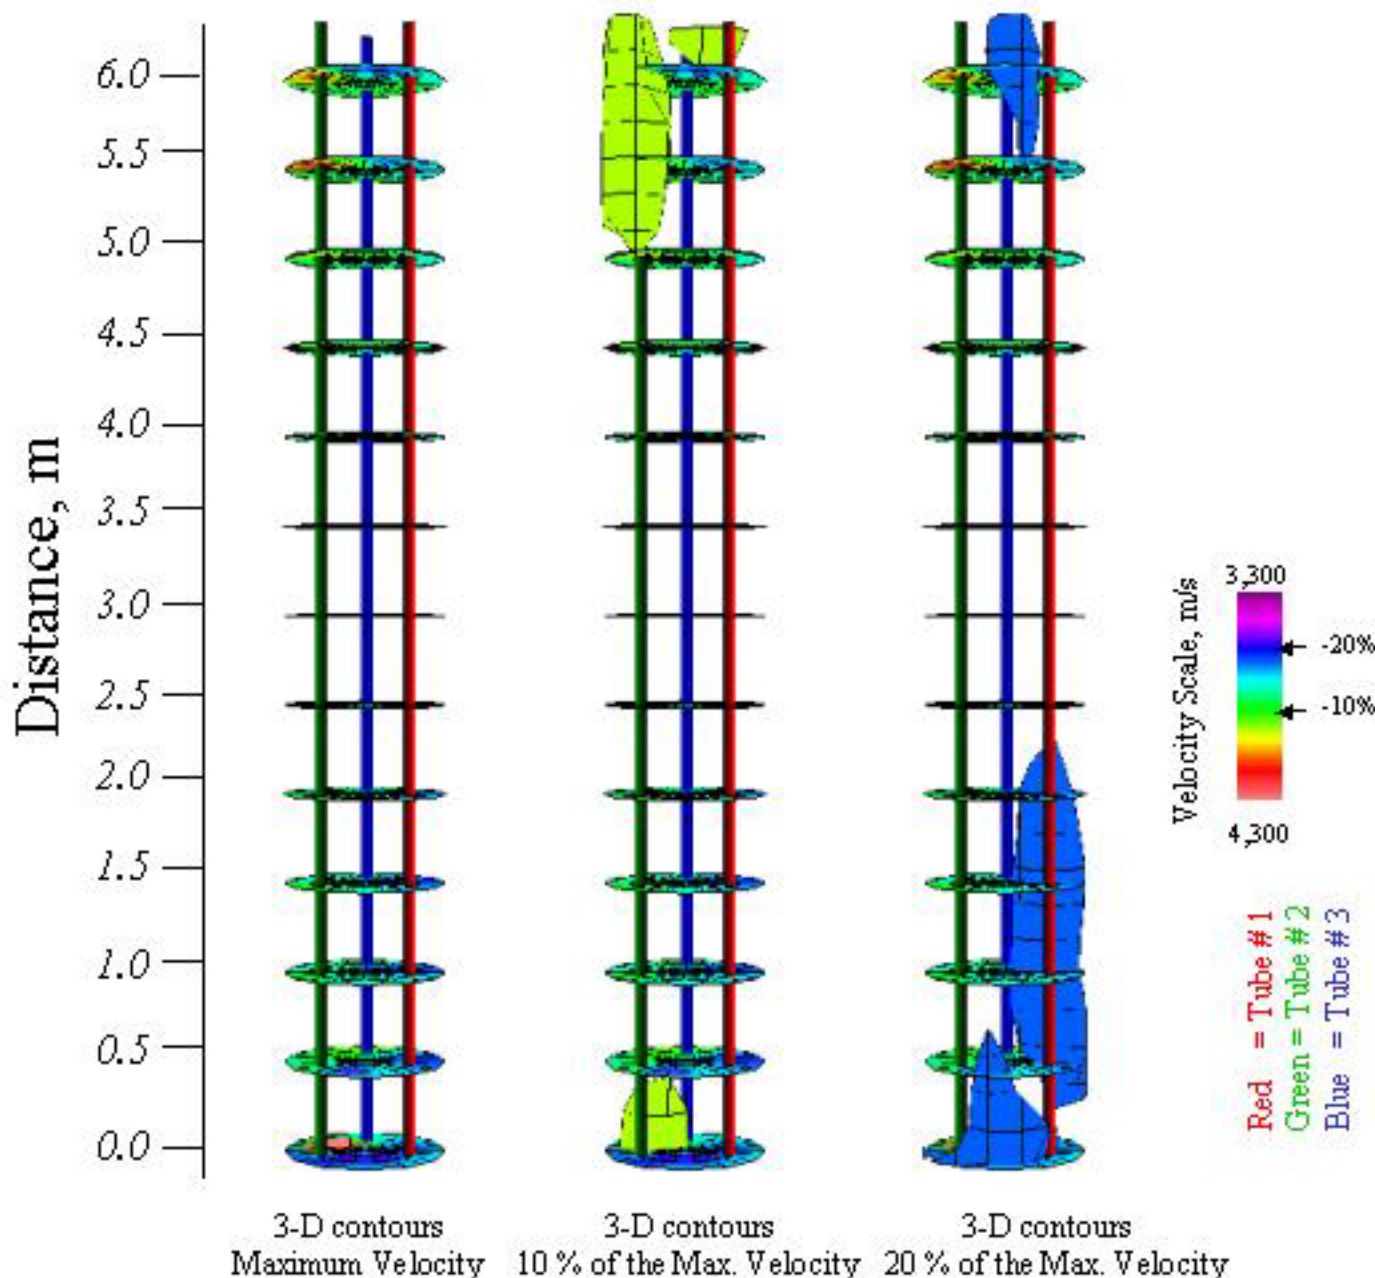 Distance, m
6.0
5.5
5.0
4.5
4.0
3.5
3.0
2.5
2.0
1.5
1.0
0.5
0.0
3-D contours
Maximum Velocity
3-D contours
10 % of the Max. Velocity
3-D contours
20 % of the Max. Velocity
Velocity Scale, m/s
3,300
-20%
-10%
4,300
Red = Tube #1
Green = Tube #2
Blue = Tube #3